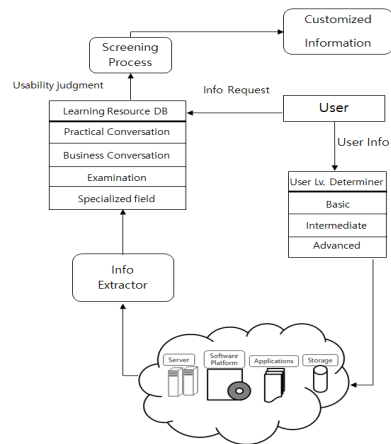 Customized
Information
Screening
Process
Usability judgment
Info Request
Learning Resource DB
Practical Conversation
Business Conversation
Examination
Specialized field
User
User Info
User Lv. Determiner
Basic
Intermediate
Advanced
Info
Extractor
Server
Software
Platform
Applications
Storage